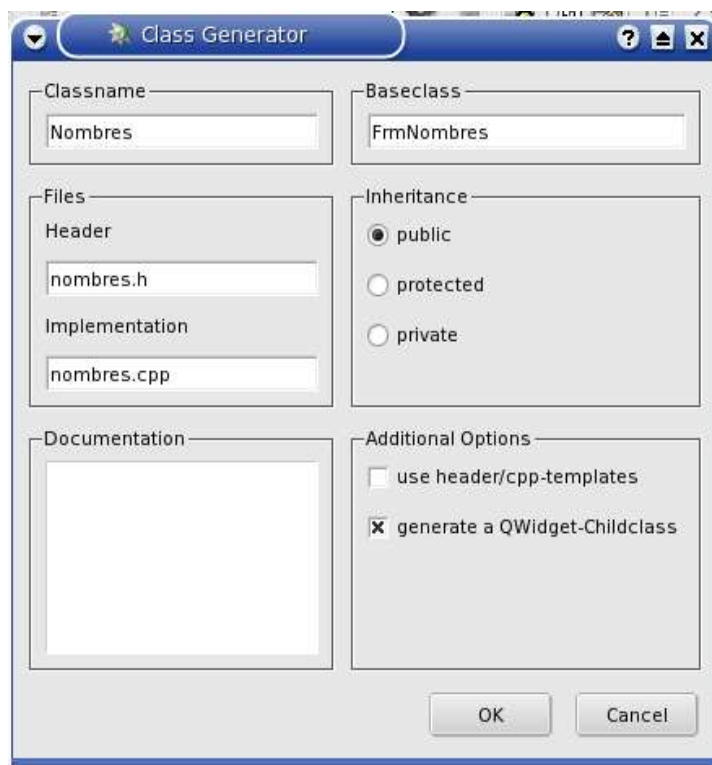 Class Generator
Classname
Nombres
Baseclass
FrmNombres
Files
Header
nombres.h
Implementation
nombres.cpp
Inheritance
public
protected
private
Documentation
Additional Options
use header/cpp-templates
generate a QWidget-Childclass
OK
Cancel